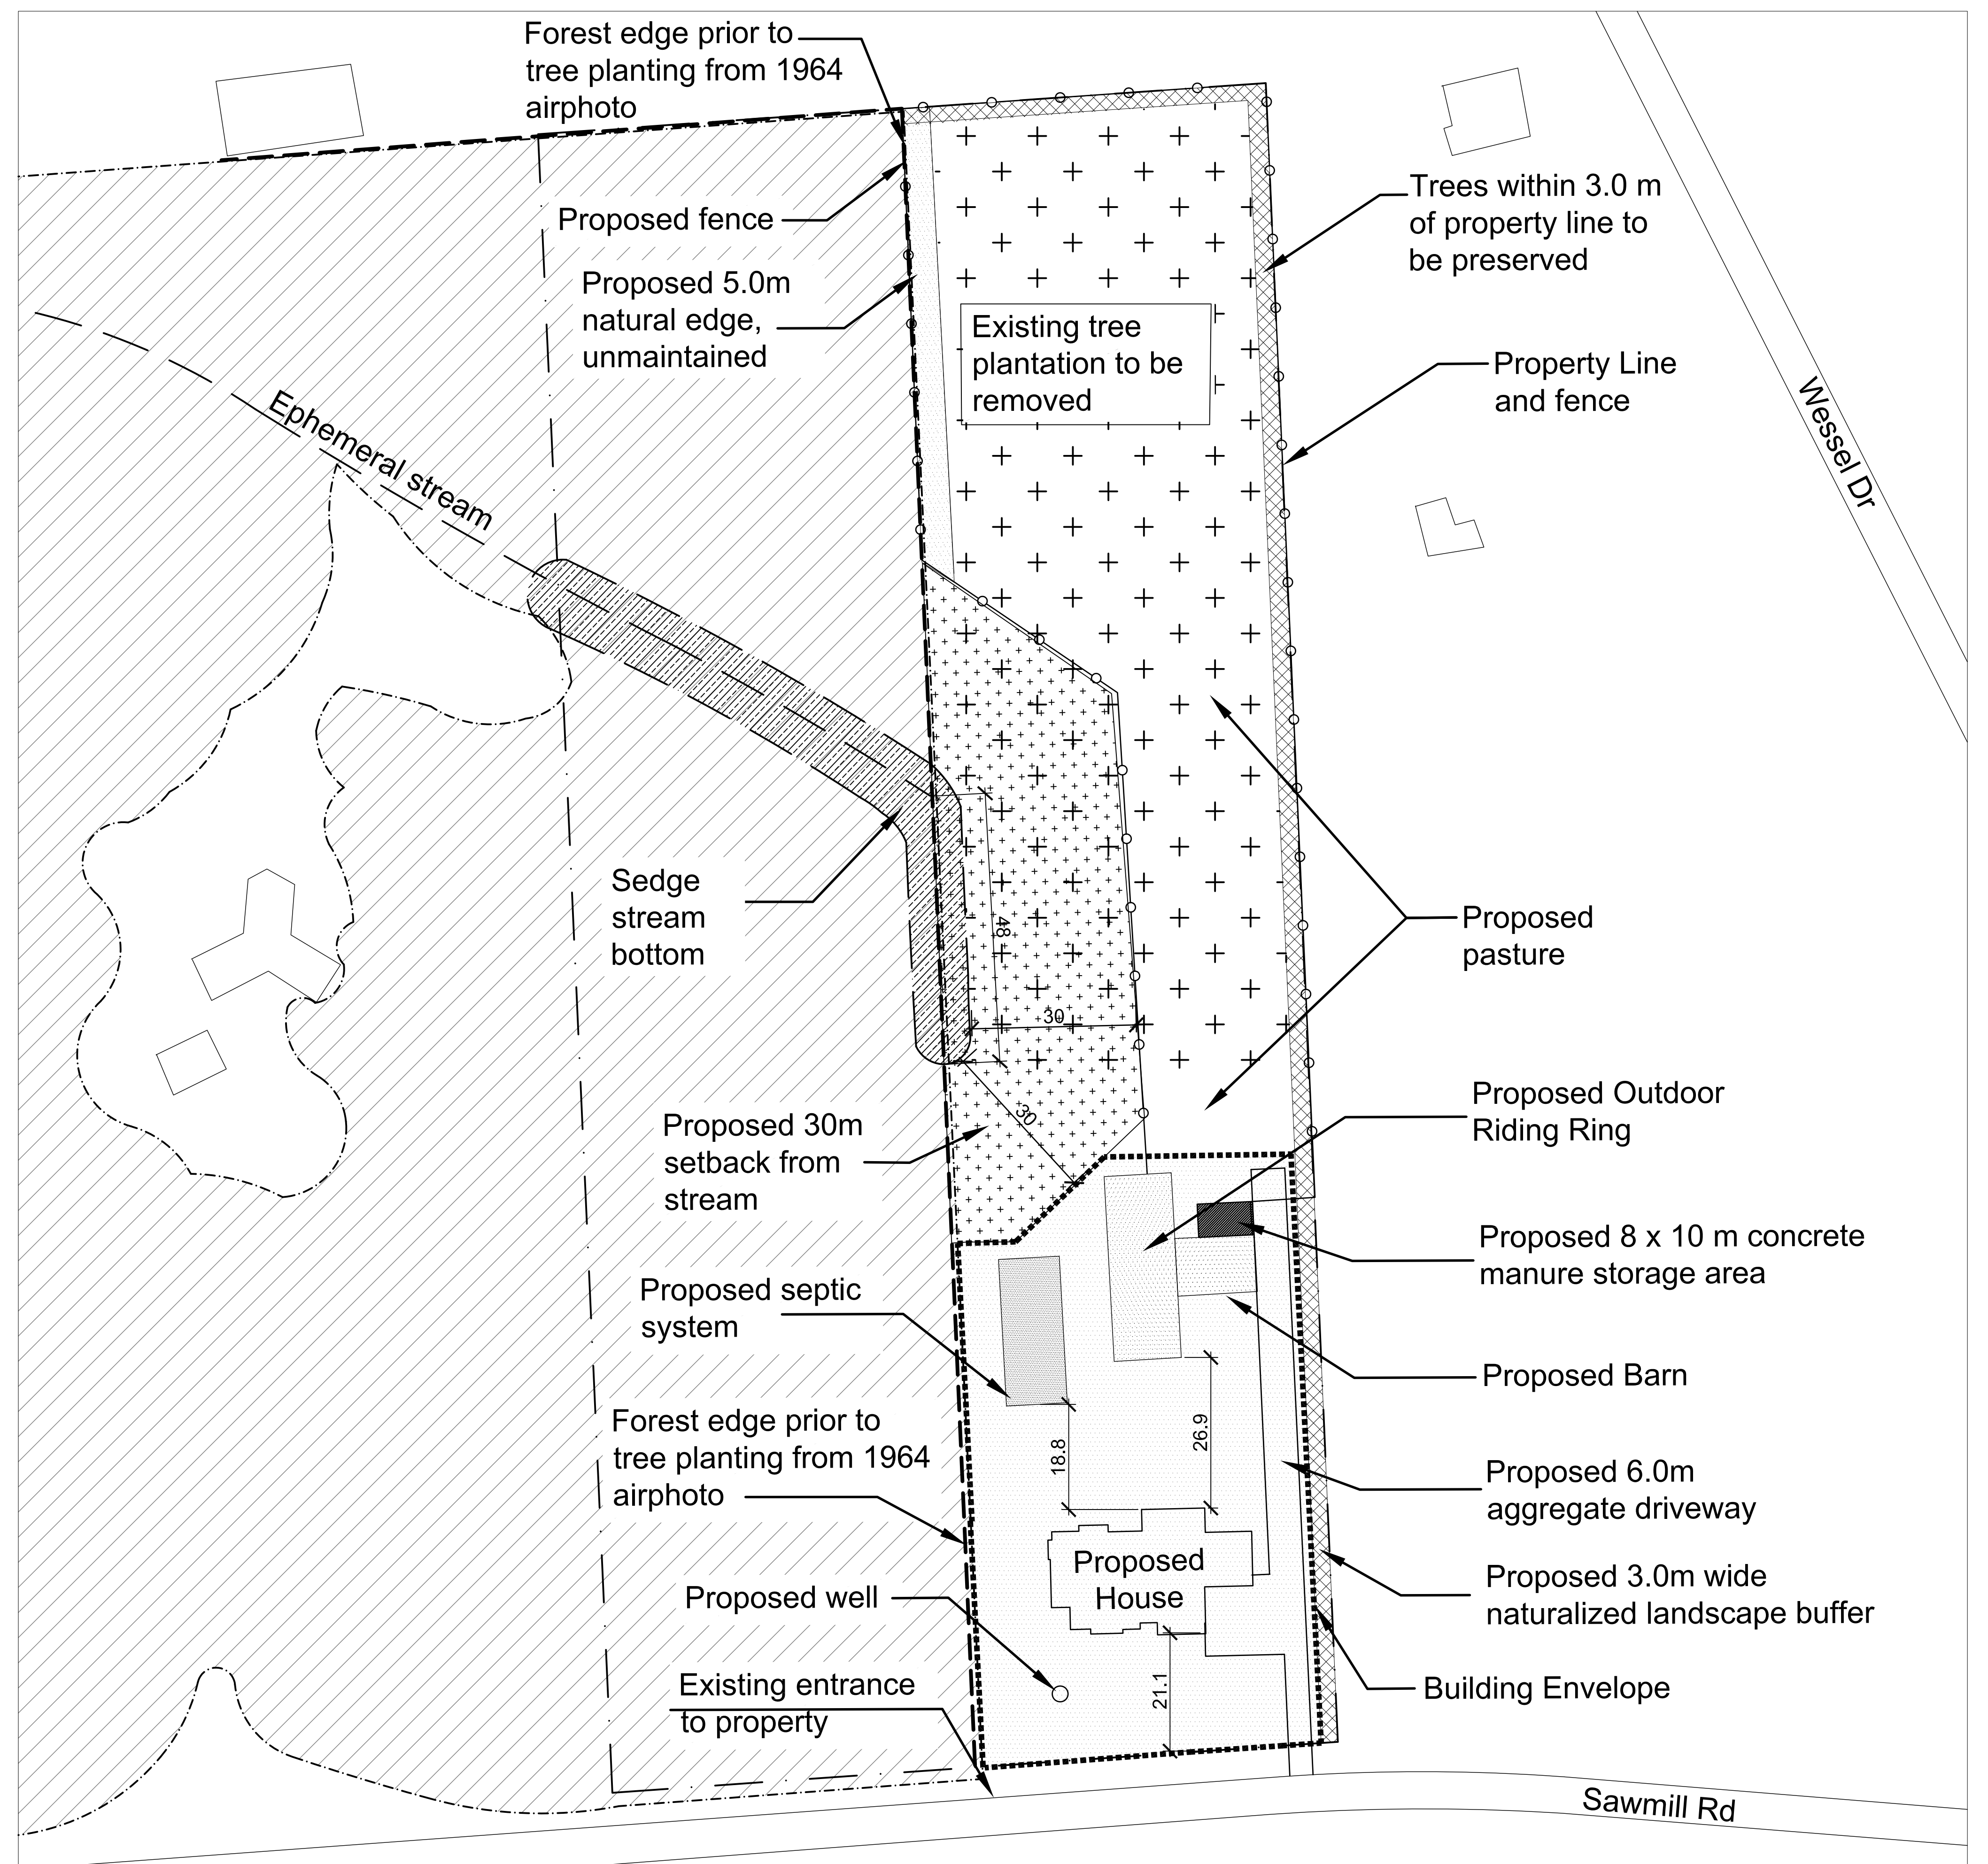 Forest edge prior to
tree planting from 1964
airphoto
Proposed fence
Proposed 5.0m
natural edge,
unmaintained
Existing tree
plantation to be
removed
Trees within 3.0 m
of property line to
be preserved
Property Line
and fence
Wessel Dr
Ephemeral stream
Sedge
stream
bottom
48
30
30
Proposed
pasture
Proposed 30m
setback from
stream
Proposed Outdoor
Riding Ring
Proposed 8 x 10 m concrete
manure storage area
Proposed septic
system
Proposed Barn
Forest edge prior to
tree planting from 1964
airphoto
18.8
26.9
Proposed 6.0m
aggregate driveway
Proposed
House
Proposed 3.0m wide
naturalized landscape buffer
Proposed well
Existing entrance
to property
21.1
Building Envelope
Sawmill Rd